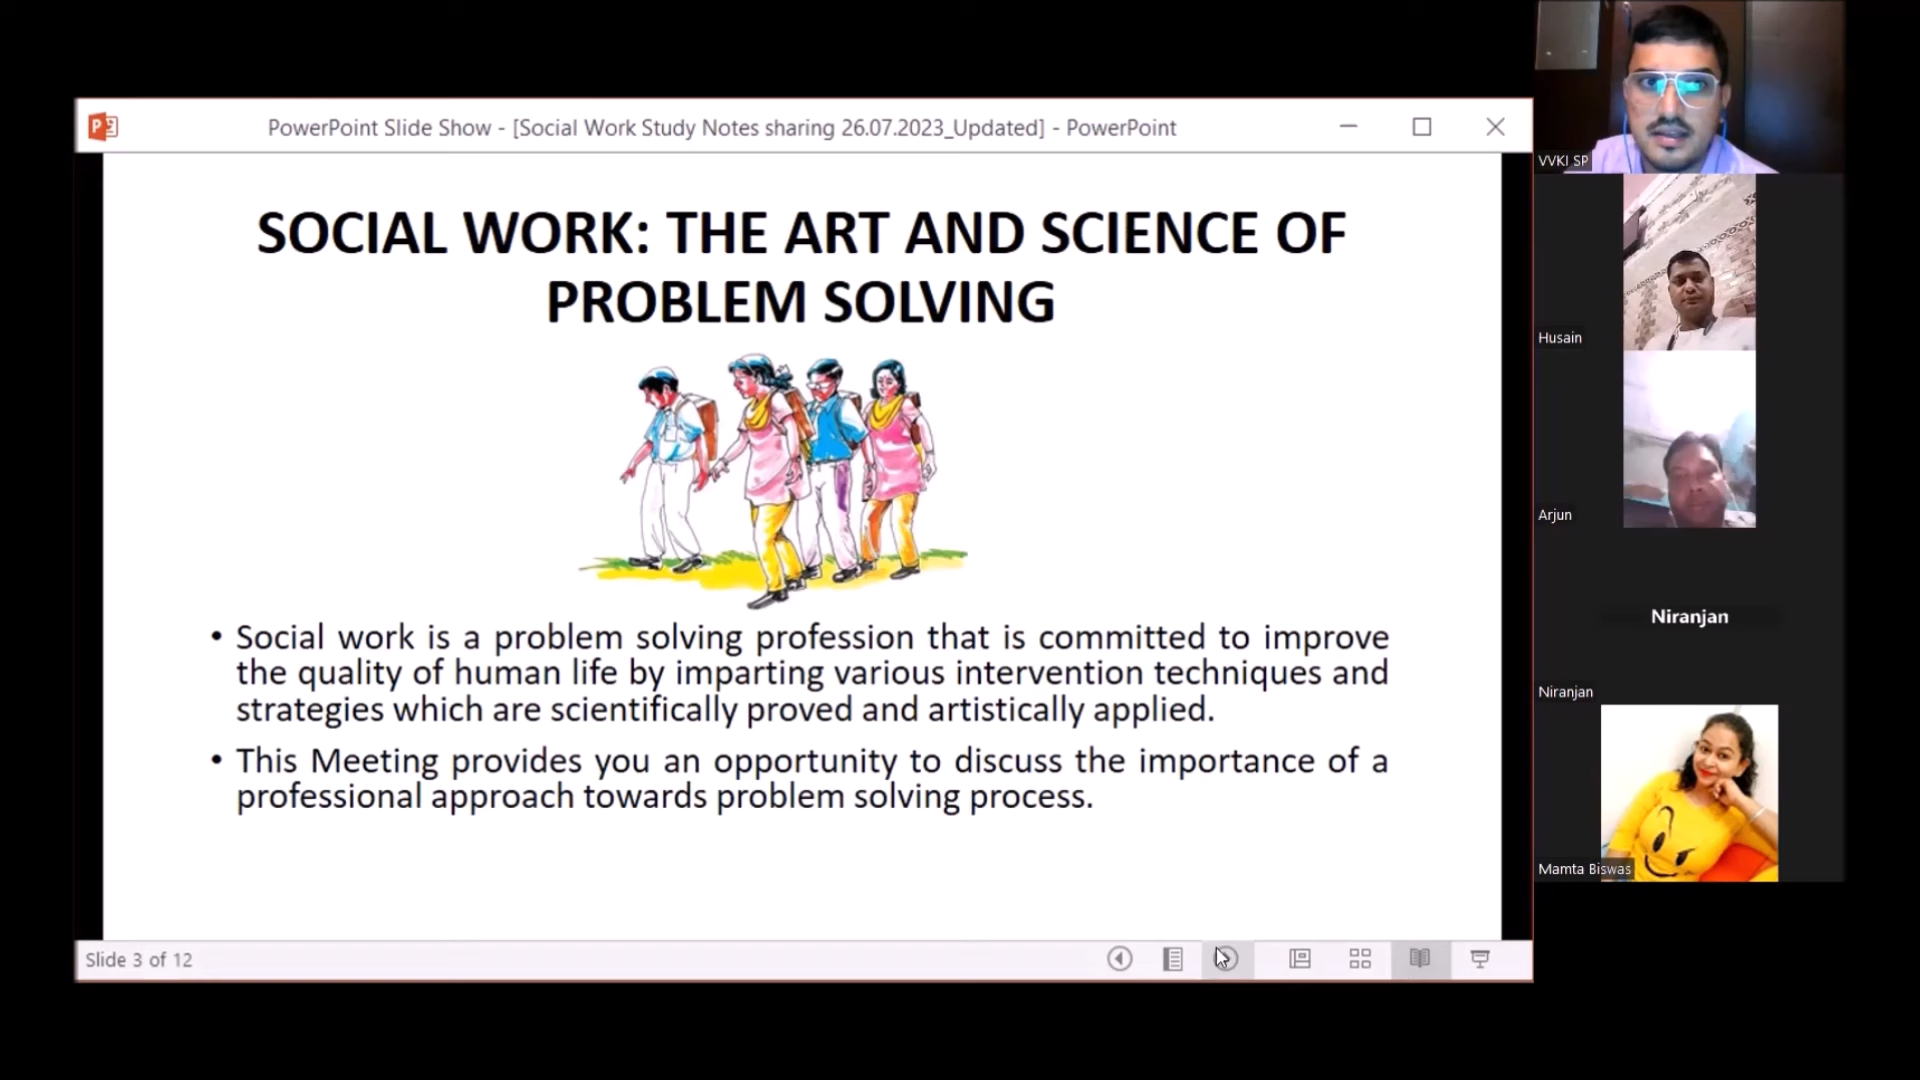 PowerPoint Slide Show - [Social Work Study Notes sharing 26.07.2023_Updated] - PowerPoint
SOCIAL WORK: THE ART AND SCIENCE OF
PROBLEM SOLVING
• Social work is a problem solving profession that is committed to improve
the quality of human life by imparting various intervention techniques and
strategies which are scientifically proved and artistically applied.
• This Meeting provides you an opportunity to discuss the importance of a
professional approach towards problem solving process.
Slide 3 of 12
VVKI SP
Husain
Arjun
Niranjan
Niranjan
Mamta Biswas